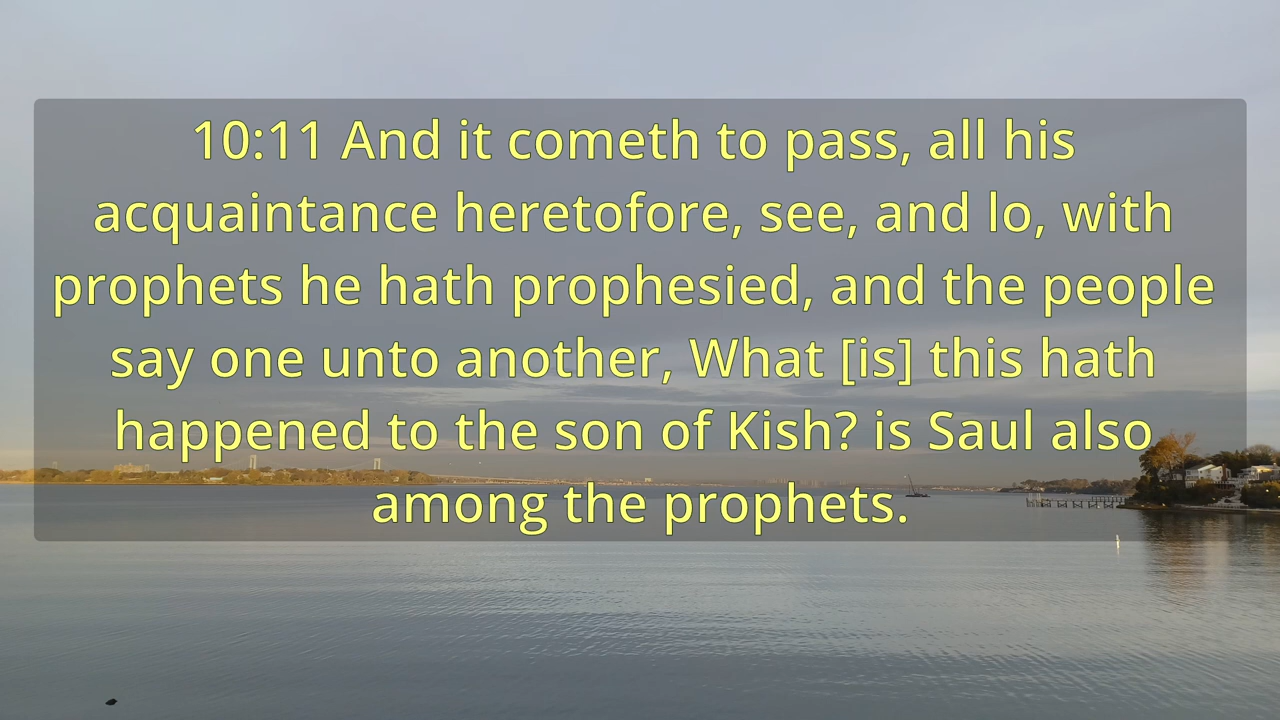 10:11 And it cometh to pass, all his
acquaintance heretofore, see, and lo, with
prophets he hath prophesied, and the people
say one unto another, What [is] this hath
happened to the son of Kish? is Saul also
among the prophets.